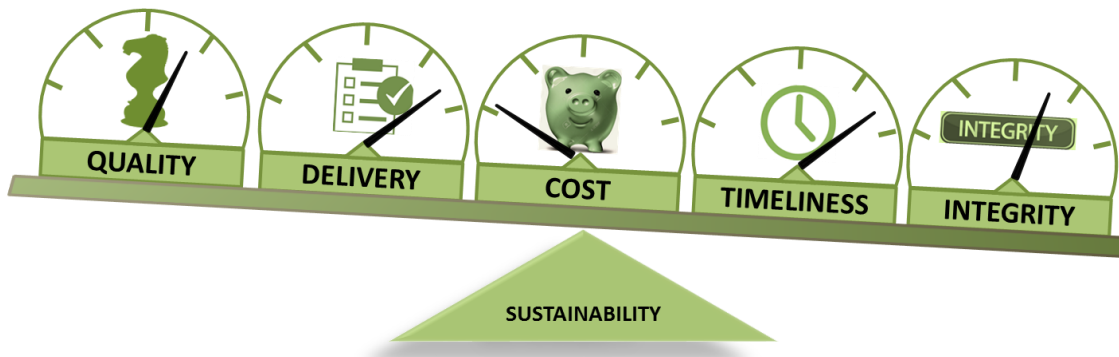 INTEGRITY
QUALITY
DELIVERY
COST
TIMELINESS
INTEGRITY
SUSTAINABILITY